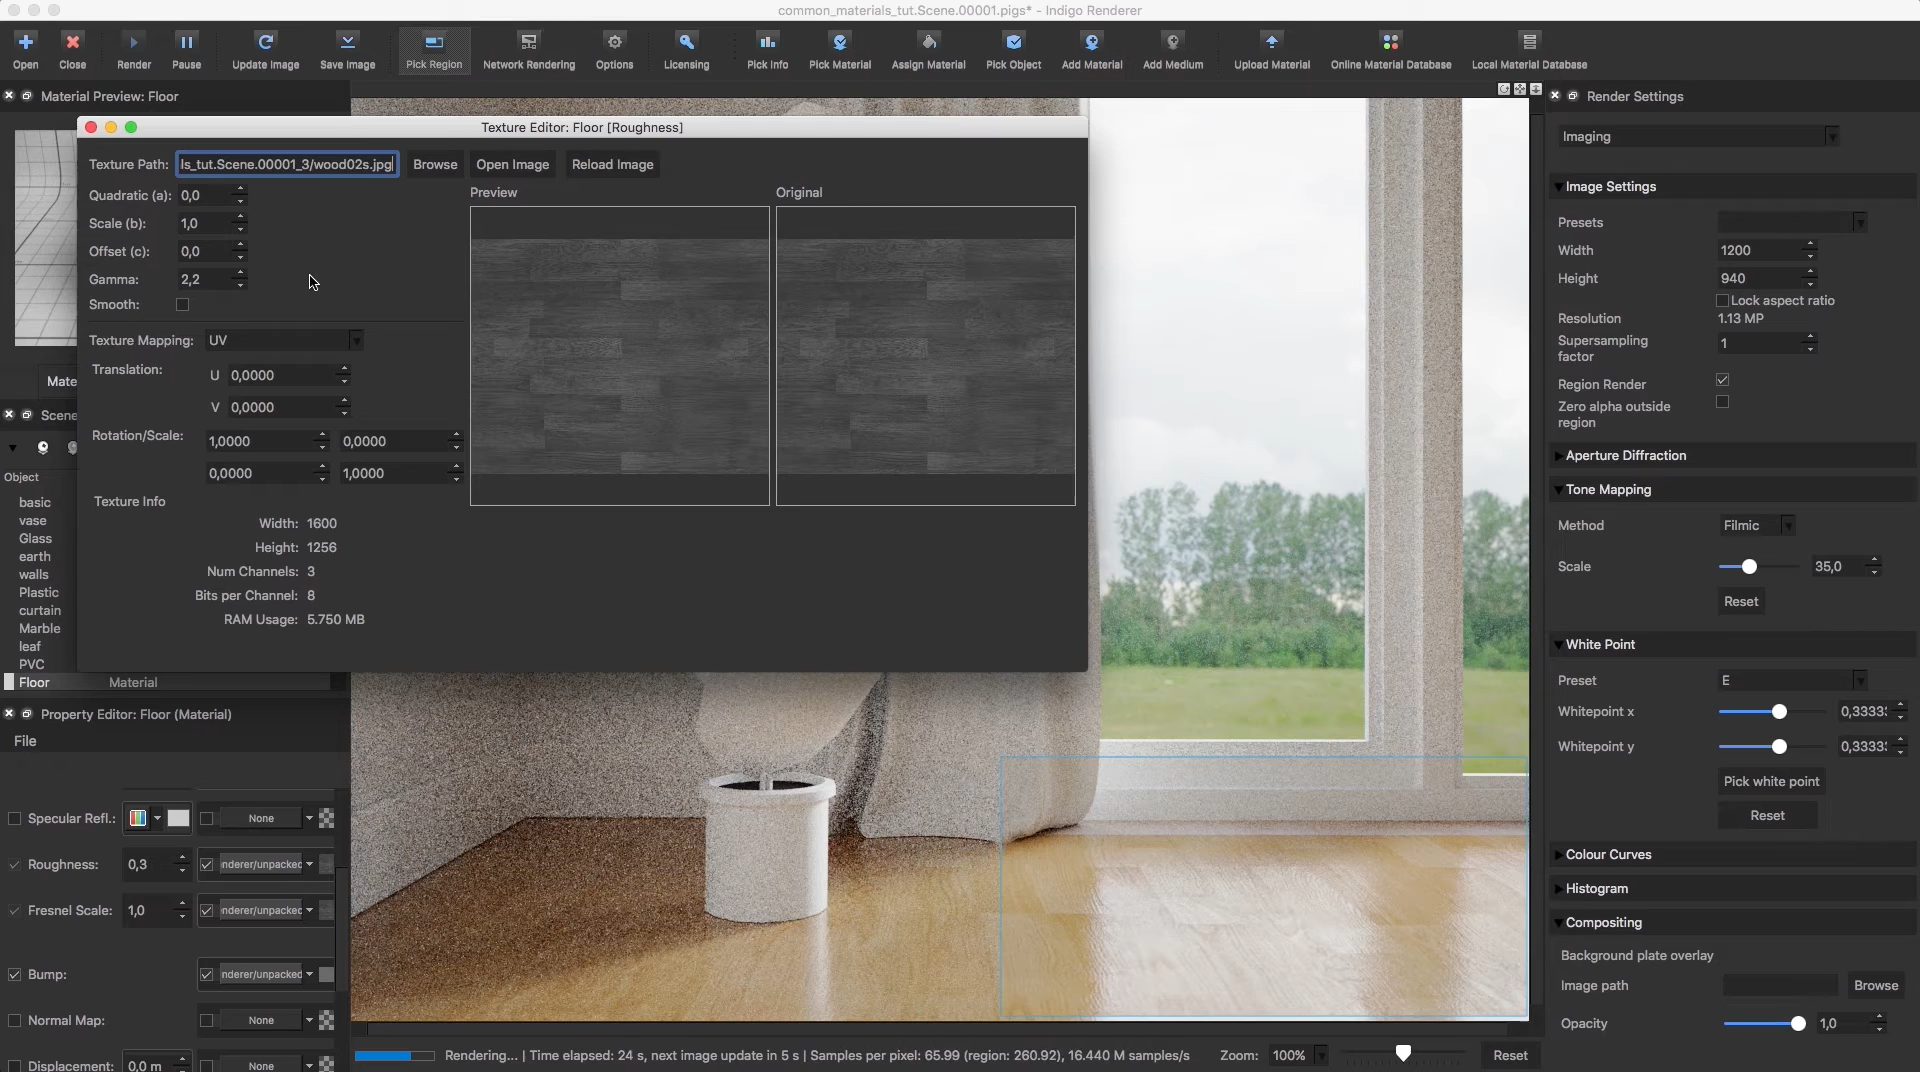 common_materials_tut.Scene.00001.pigs* - Indigo Renderer
Open Close Render Pause Update Image Save Image Pick Region Network Rendering Options Licensing Pick Info Pick Material Assign Material Pick Object Add Material Add Medium Upload Material Online Material Database Local Material Database
Material Preview: Floor
Texture Editor: Floor [Roughness]
Texture Path: ls_tut.Scene.00001_3/wood02s.jpg Browse Open Image Reload Image
Quadratic (a): 0,0
Scale (b): 1,0
Offset (c): 0,0
Gamma: 2,2
Smooth:
Preview Original
Texture Mapping: UV
Translation: U 0,0000
V 0,0000
Rotation/Scale: 1,0000 0,0000
0,0000 1,0000
Texture Info
Width: 1600
Height: 1256
Num Channels: 3
Bits per Channel: 8
RAM Usage: 5.750 MB
Mate
Scene
Object
basic
vase
Glass
earth
walls
Plastic
curtain
Marble
leaf
PVC
Floor Material
Property Editor: Floor (Material)
File
Specular Refl.: None
Roughness: 0,3 nderer/unpacked
Fresnel Scale: 1,0 nderer/unpacked
Bump: nderer/unpacked
Normal Map: None
Displacement: 0,0 m None
Rendering... | Time elapsed: 24 s, next image update in 5 s | Samples per pixel: 65.99 (region: 260.92), 16.440 M samples/s Zoom: 100% Reset
Render Settings
Imaging
Image Settings
Presets
Width 1200
Height 940
Lock aspect ratio
Resolution 1.13 MP
Supersampling
factor 1
Region Render
Zero alpha outside
region
Aperture Diffraction
Tone Mapping
Method Filmic
Scale 35,0
Reset
White Point
Preset E
Whitepoint x 0,3333
Whitepoint y 0,3333
Pick white point
Reset
Colour Curves
Histogram
Compositing
Background plate overlay
Image path Browse
Opacity 1,0